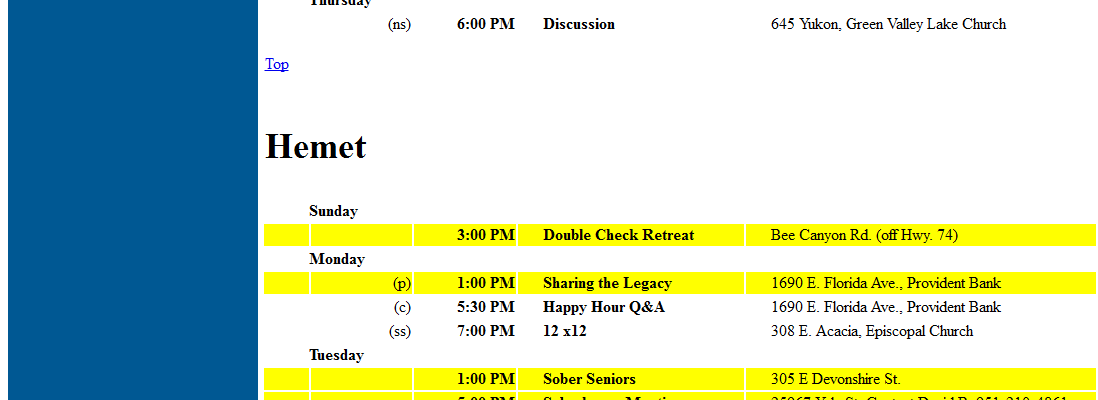 Thursday
(ns) 6:00 PM Discussion 645 Yukon, Green Valley Lake Church
Top
Hemet
Sunday
3:00 PM Double Check Retreat Bee Canyon Rd. (off Hwy. 74)
Monday
(p) 1:00 PM Sharing the Legacy 1690 E. Florida Ave., Provident Bank
(c) 5:30 PM Happy Hour Q&A 1690 E. Florida Ave., Provident Bank
(ss) 7:00 PM 12 x12 308 E. Acacia, Episcopal Church
Tuesday
1:00 PM Sober Seniors 305 E Devonshire St.
5:00 PM